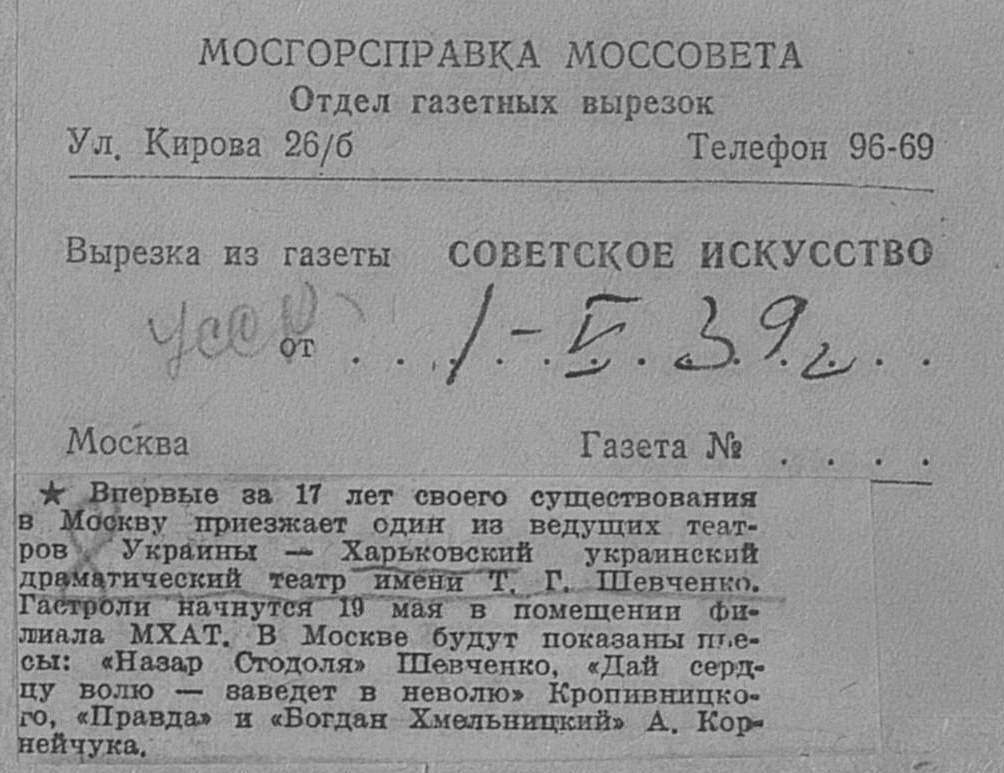 МОСГОРСПРАВКА МОССОВЕТА
Отдел газетных вырезок
Ул. Кирова 26/б Телефон 96-69
Вырезка из газеты СОВЕТСКОЕ ИСКУССТВО
от . . . 1-V.39г. . .
Москва Газета № . . . .
★ Впервые за 17 лет своего существования
в Москву приезжает один из ведущих теат-
ров Украины — Харьковский украинский
драматический театр имени Т. Г. Шевченко.
Гастроли начнутся 19 мая в помещении фи-
лиала МХАТ. В Москве будут показаны пье-
сы: «Назар Стодоля» Шевченко, «Дай серд-
цу волю — заведет в неволю» Кропивницко-
го, «Правда» и «Богдан Хмельницкий» А. Кор-
нейчука.